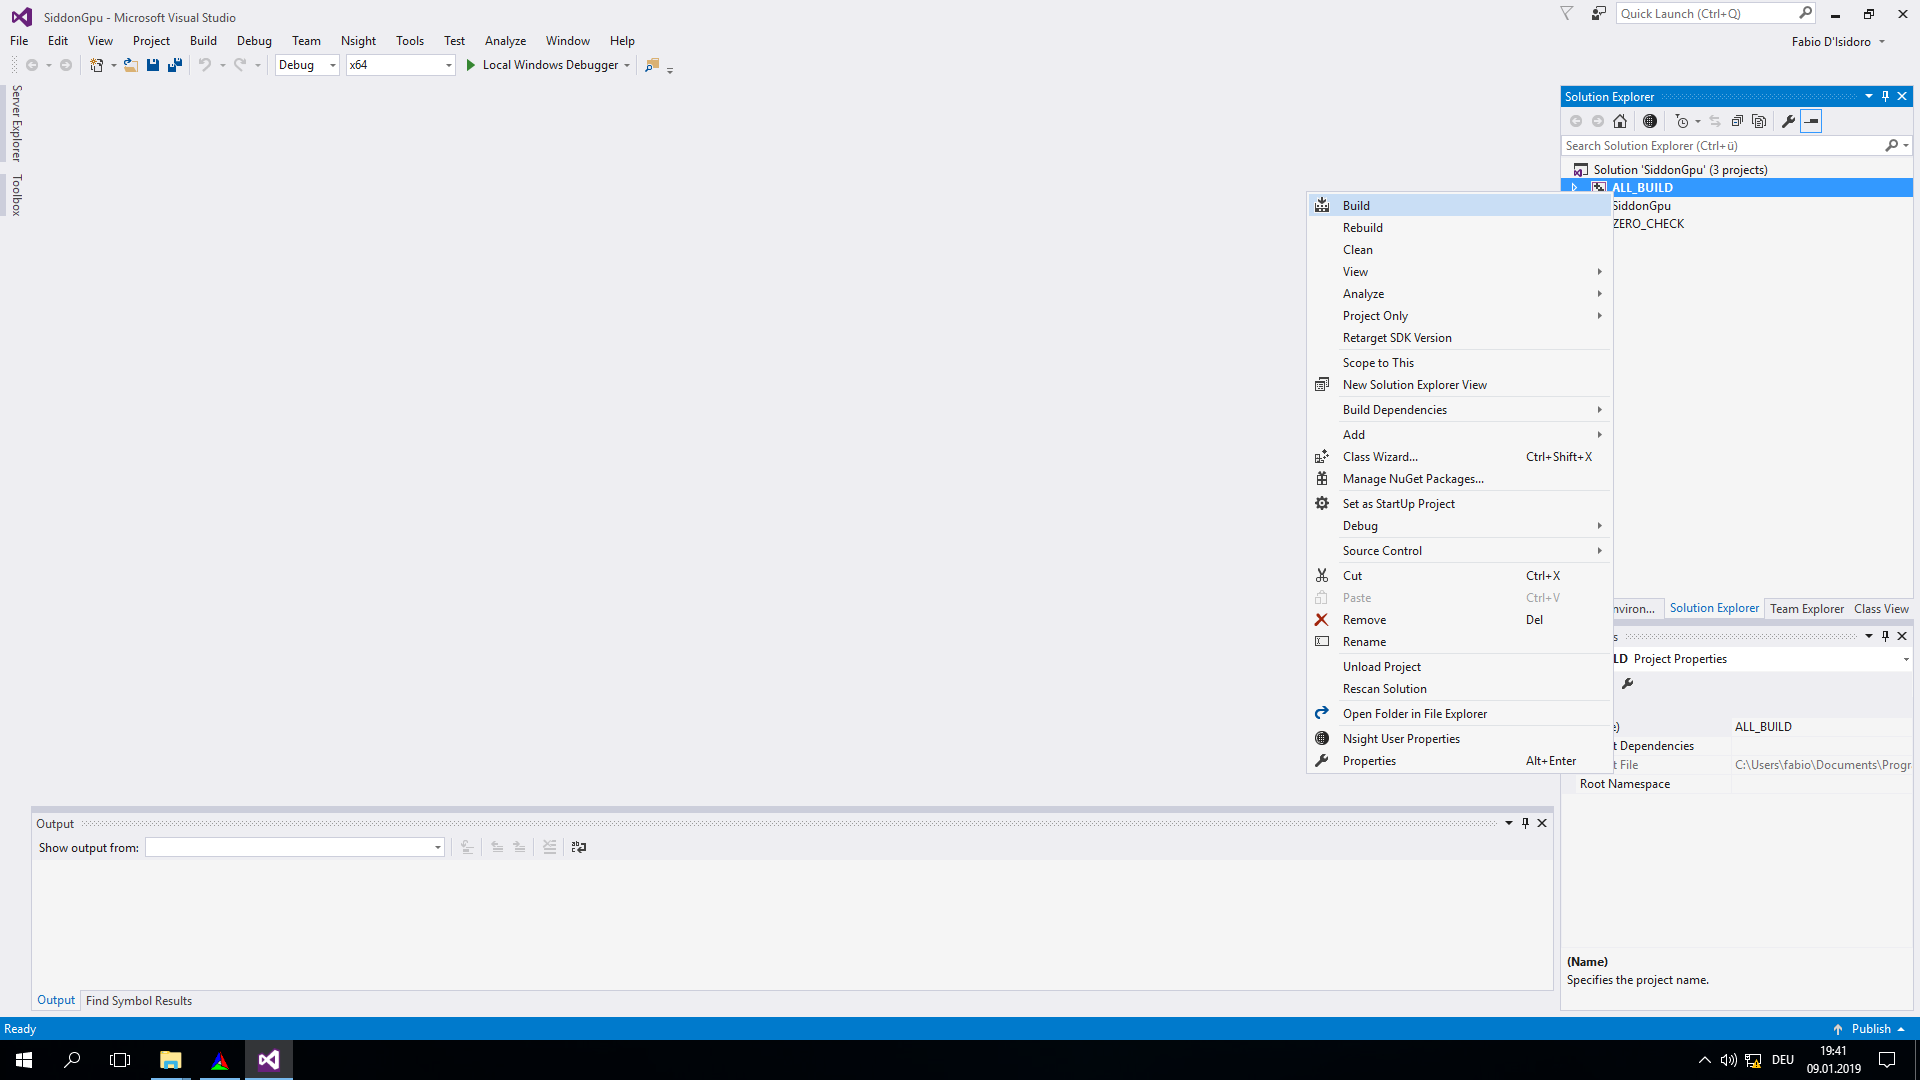 SiddonGpu - Microsoft Visual Studio
Quick Launch (Ctrl+Q)
File Edit View Project Build Debug Team Nsight Tools Test Analyze Window Help
Fabio D'Isidoro
Debug x64 Local Windows Debugger
Server Explorer
Toolbox
Solution Explorer
Search Solution Explorer (Ctrl+ü)
Solution 'SiddonGpu' (3 projects)
ALL_BUILD
SiddonGpu
ZERO_CHECK
Build
Rebuild
Clean
View
Analyze
Project Only
Retarget SDK Version
Scope to This
New Solution Explorer View
Build Dependencies
Add
Class Wizard... Ctrl+Shift+X
Manage NuGet Packages...
Set as StartUp Project
Debug
Source Control
Cut Ctrl+X
Paste Ctrl+V
Remove Del
Rename
Unload Project
Rescan Solution
Open Folder in File Explorer
Nsight User Properties
Properties Alt+Enter
nviron... Solution Explorer Team Explorer Class View
s
LD Project Properties
e) ALL_BUILD
t Dependencies
t File C:\Users\fabio\Documents\Progr
Root Namespace
(Name)
Specifies the project name.
Output
Show output from:
Output Find Symbol Results
Ready
Publish
DEU
19:41
09.01.2019